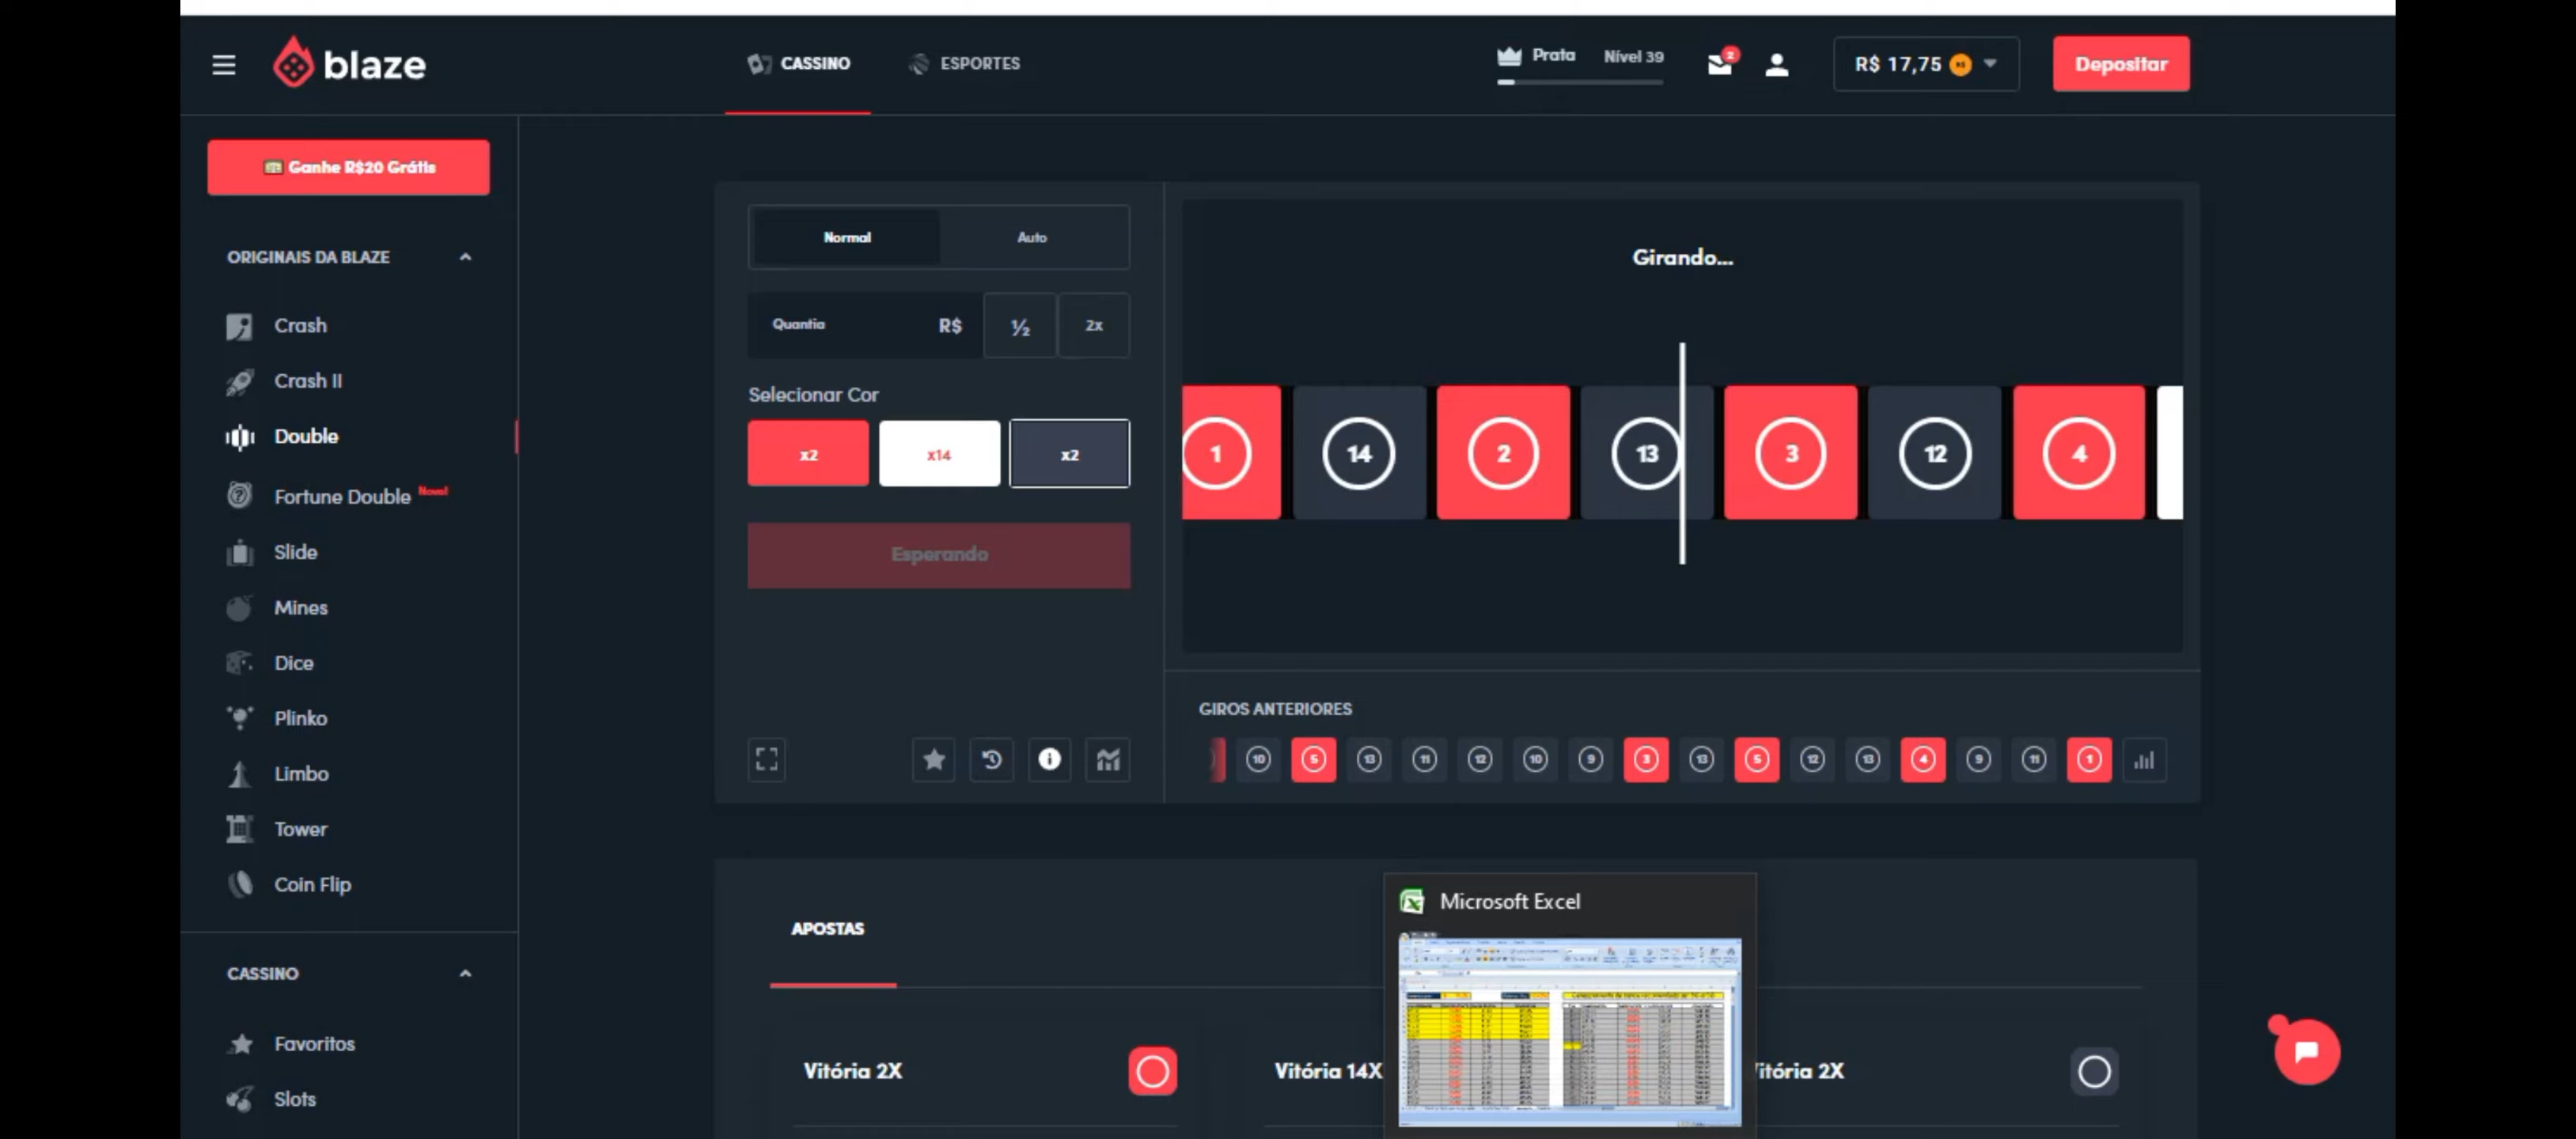 blaze
CASSINO
ESPORTES
Prata
Nível 39
2
R$ 17,75
Depositar
Ganhe R$20 Grátis
ORIGINAIS DA BLAZE
Crash
Crash II
Double
Fortune Double
Slide
Mines
Dice
Plinko
Limbo
Tower
Coin Flip
CASSINO
Favoritos
Slots
Normal
Auto
Quantia
R$
½
2x
Selecionar Cor
x2
x14
x2
Esperando
Girando...
1
14
2
13
3
12
4
GIROS ANTERIORES
10
5
13
11
12
10
9
3
13
5
12
13
4
9
11
1
APOSTAS
Vitória 2X
Vitória 14X
itória 2X
Microsoft Excel